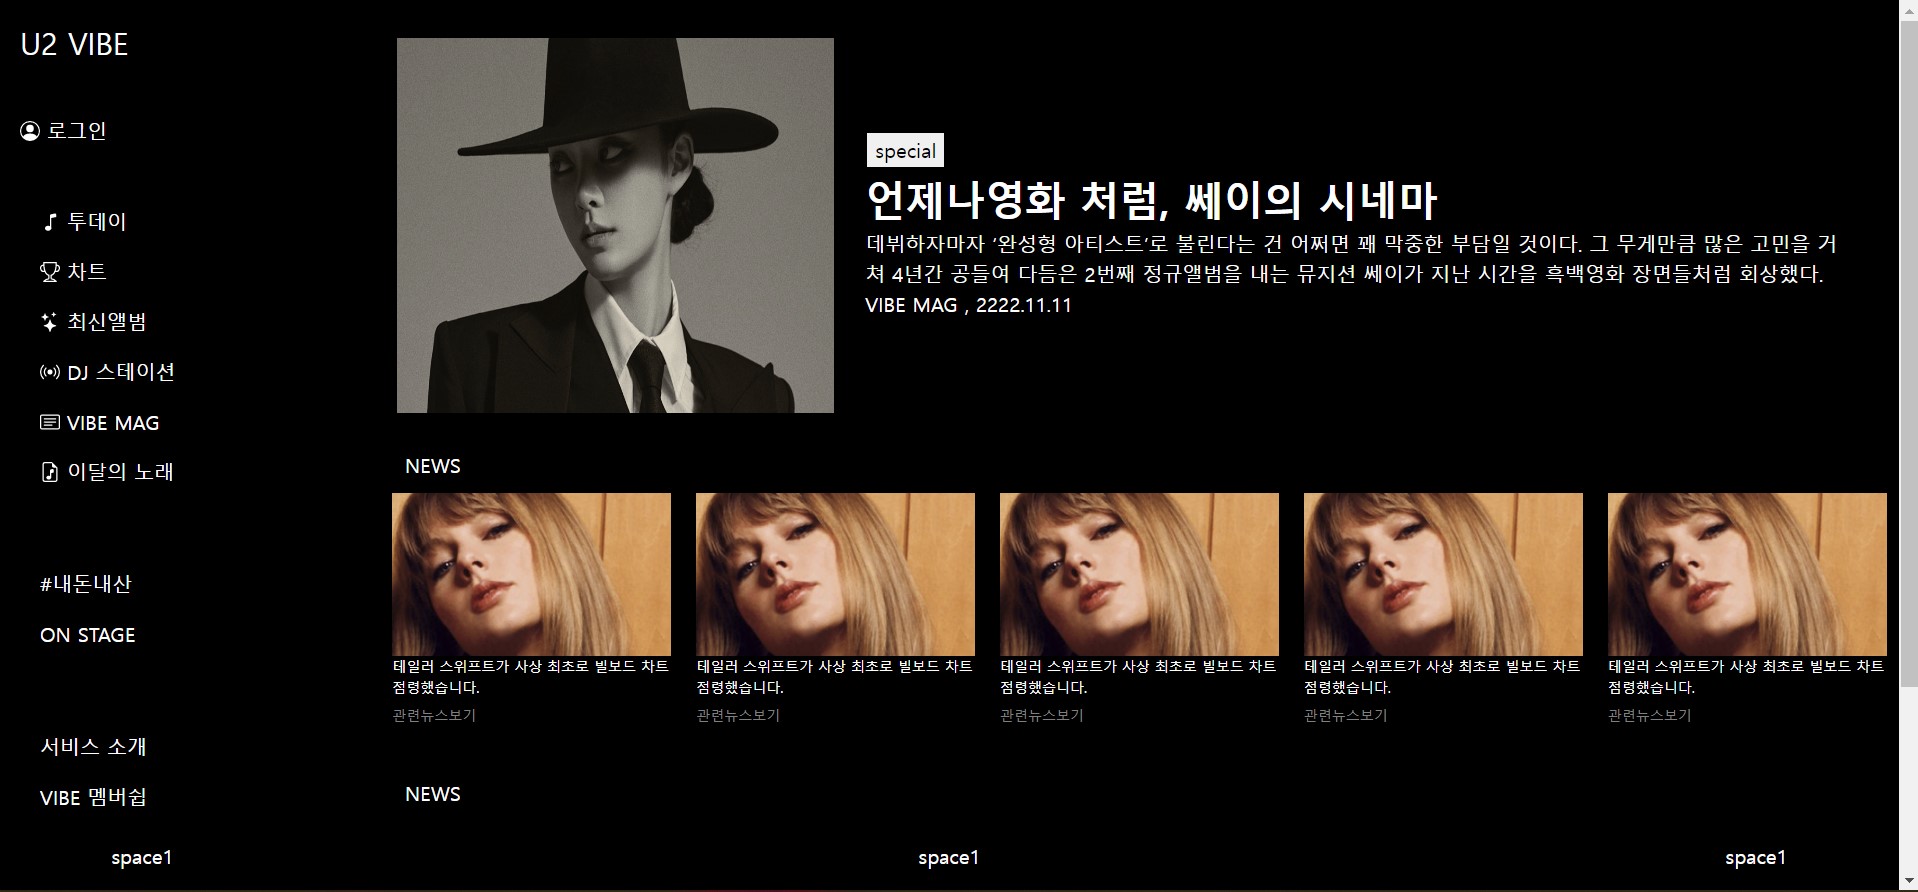 U2 VIBE
로그인
투데이
차트
최신앨범
DJ 스테이션
VIBE MAG
이달의 노래
#내돈내산
ON STAGE
서비스 소개
VIBE 멤버쉽
special
언제나영화 처럼, 쎄이의 시네마
데뷔하자마자 ‘완성형 아티스트’로 불린다는 건 어쩌면 꽤 막중한 부담일 것이다. 그 무게만큼 많은 고민을 거
쳐 4년간 공들여 다듬은 2번째 정규앨범을 내는 뮤지션 쎄이가 지난 시간을 흑백영화 장면들처럼 회상했다.
VIBE MAG , 2222.11.11
NEWS
테일러 스위프트가 사상 최초로 빌보드 차트
점령했습니다.
관련뉴스보기
테일러 스위프트가 사상 최초로 빌보드 차트
점령했습니다.
관련뉴스보기
테일러 스위프트가 사상 최초로 빌보드 차트
점령했습니다.
관련뉴스보기
테일러 스위프트가 사상 최초로 빌보드 차트
점령했습니다.
관련뉴스보기
테일러 스위프트가 사상 최초로 빌보드 차트
점령했습니다.
관련뉴스보기
NEWS
space1
space1
space1